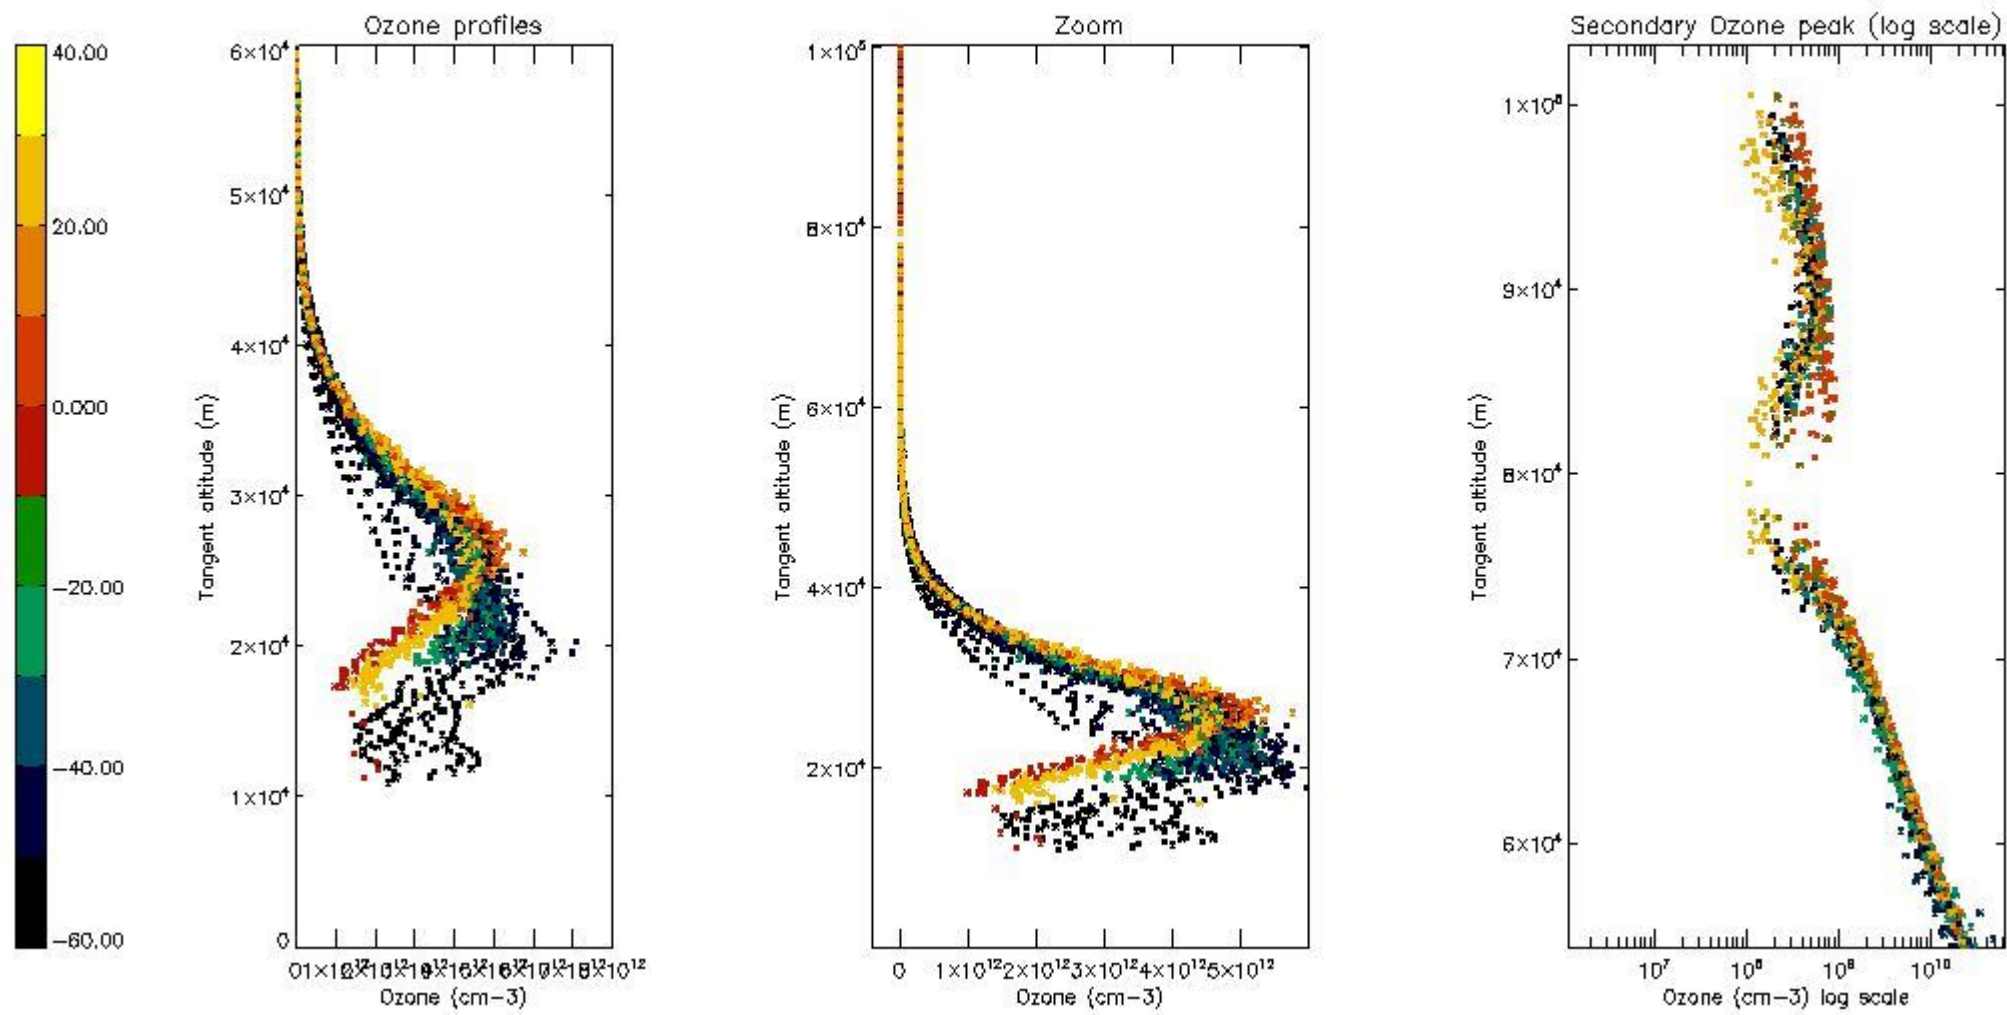 Ozone profiles
Zoom
Secondary Ozone peak (log scale)
40.00
20.00
0.000
−20.00
−40.00
−60.00
6×10⁴
5×10⁴
4×10⁴
3×10⁴
2×10⁴
1×10⁴
0
Tangent altitude (m)
Ozone (cm−3)
1×10⁵
8×10⁴
6×10⁴
4×10⁴
2×10⁴
Tangent altitude (m)
0 1×10¹² 2×10¹² 3×10¹² 4×10¹² 5×10¹²
Ozone (cm−3)
9×10⁴
8×10⁴
7×10⁴
6×10⁴
Tangent altitude (m)
10⁷ 10⁸ 10⁹ 10¹⁰
Ozone (cm−3) log scale